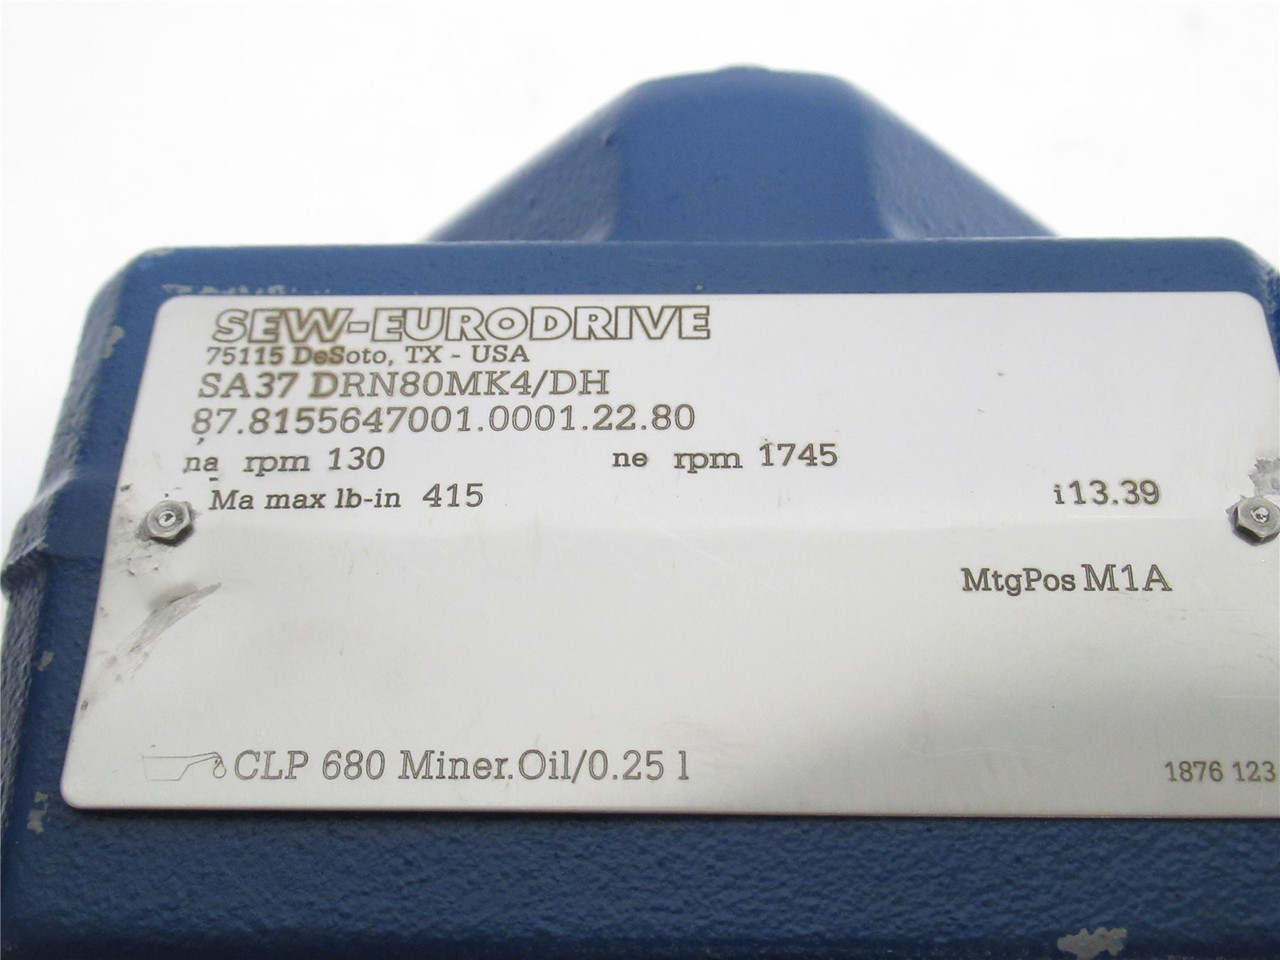 SEW-EURODRIVE
75115 DeSoto, TX - USA
SA37 DRN80MK4/DH
87.8155647001.0001.22.80
na rpm 130 ne rpm 1745
Ma max lb-in 415 i13.39
MtgPos M1A
CLP 680 Miner.Oil/0.25 l
1876 123